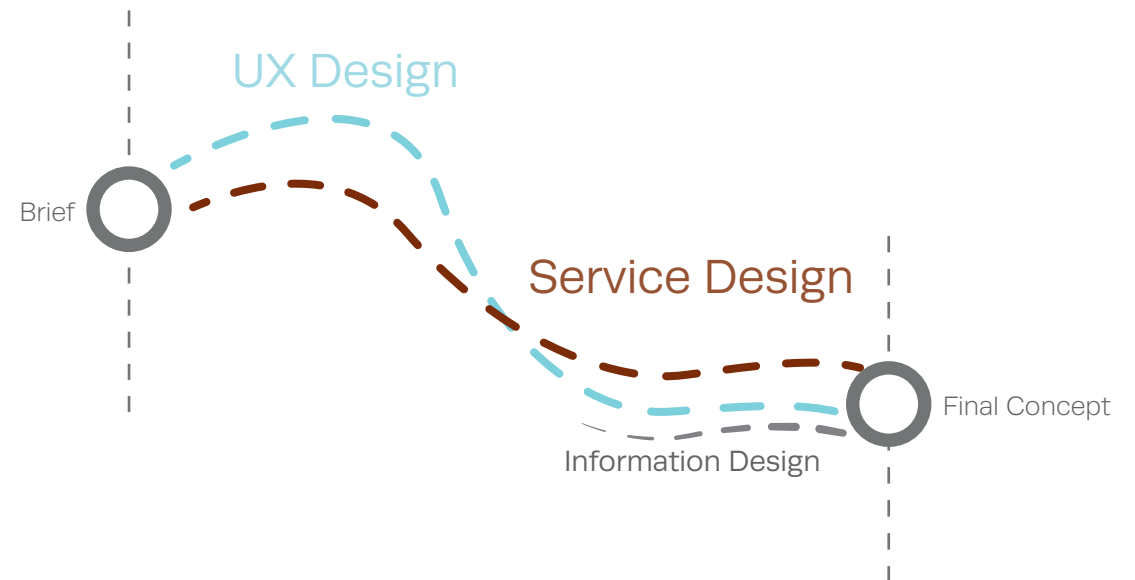 UX Design
Brief
Service Design
Final Concept
Information Design